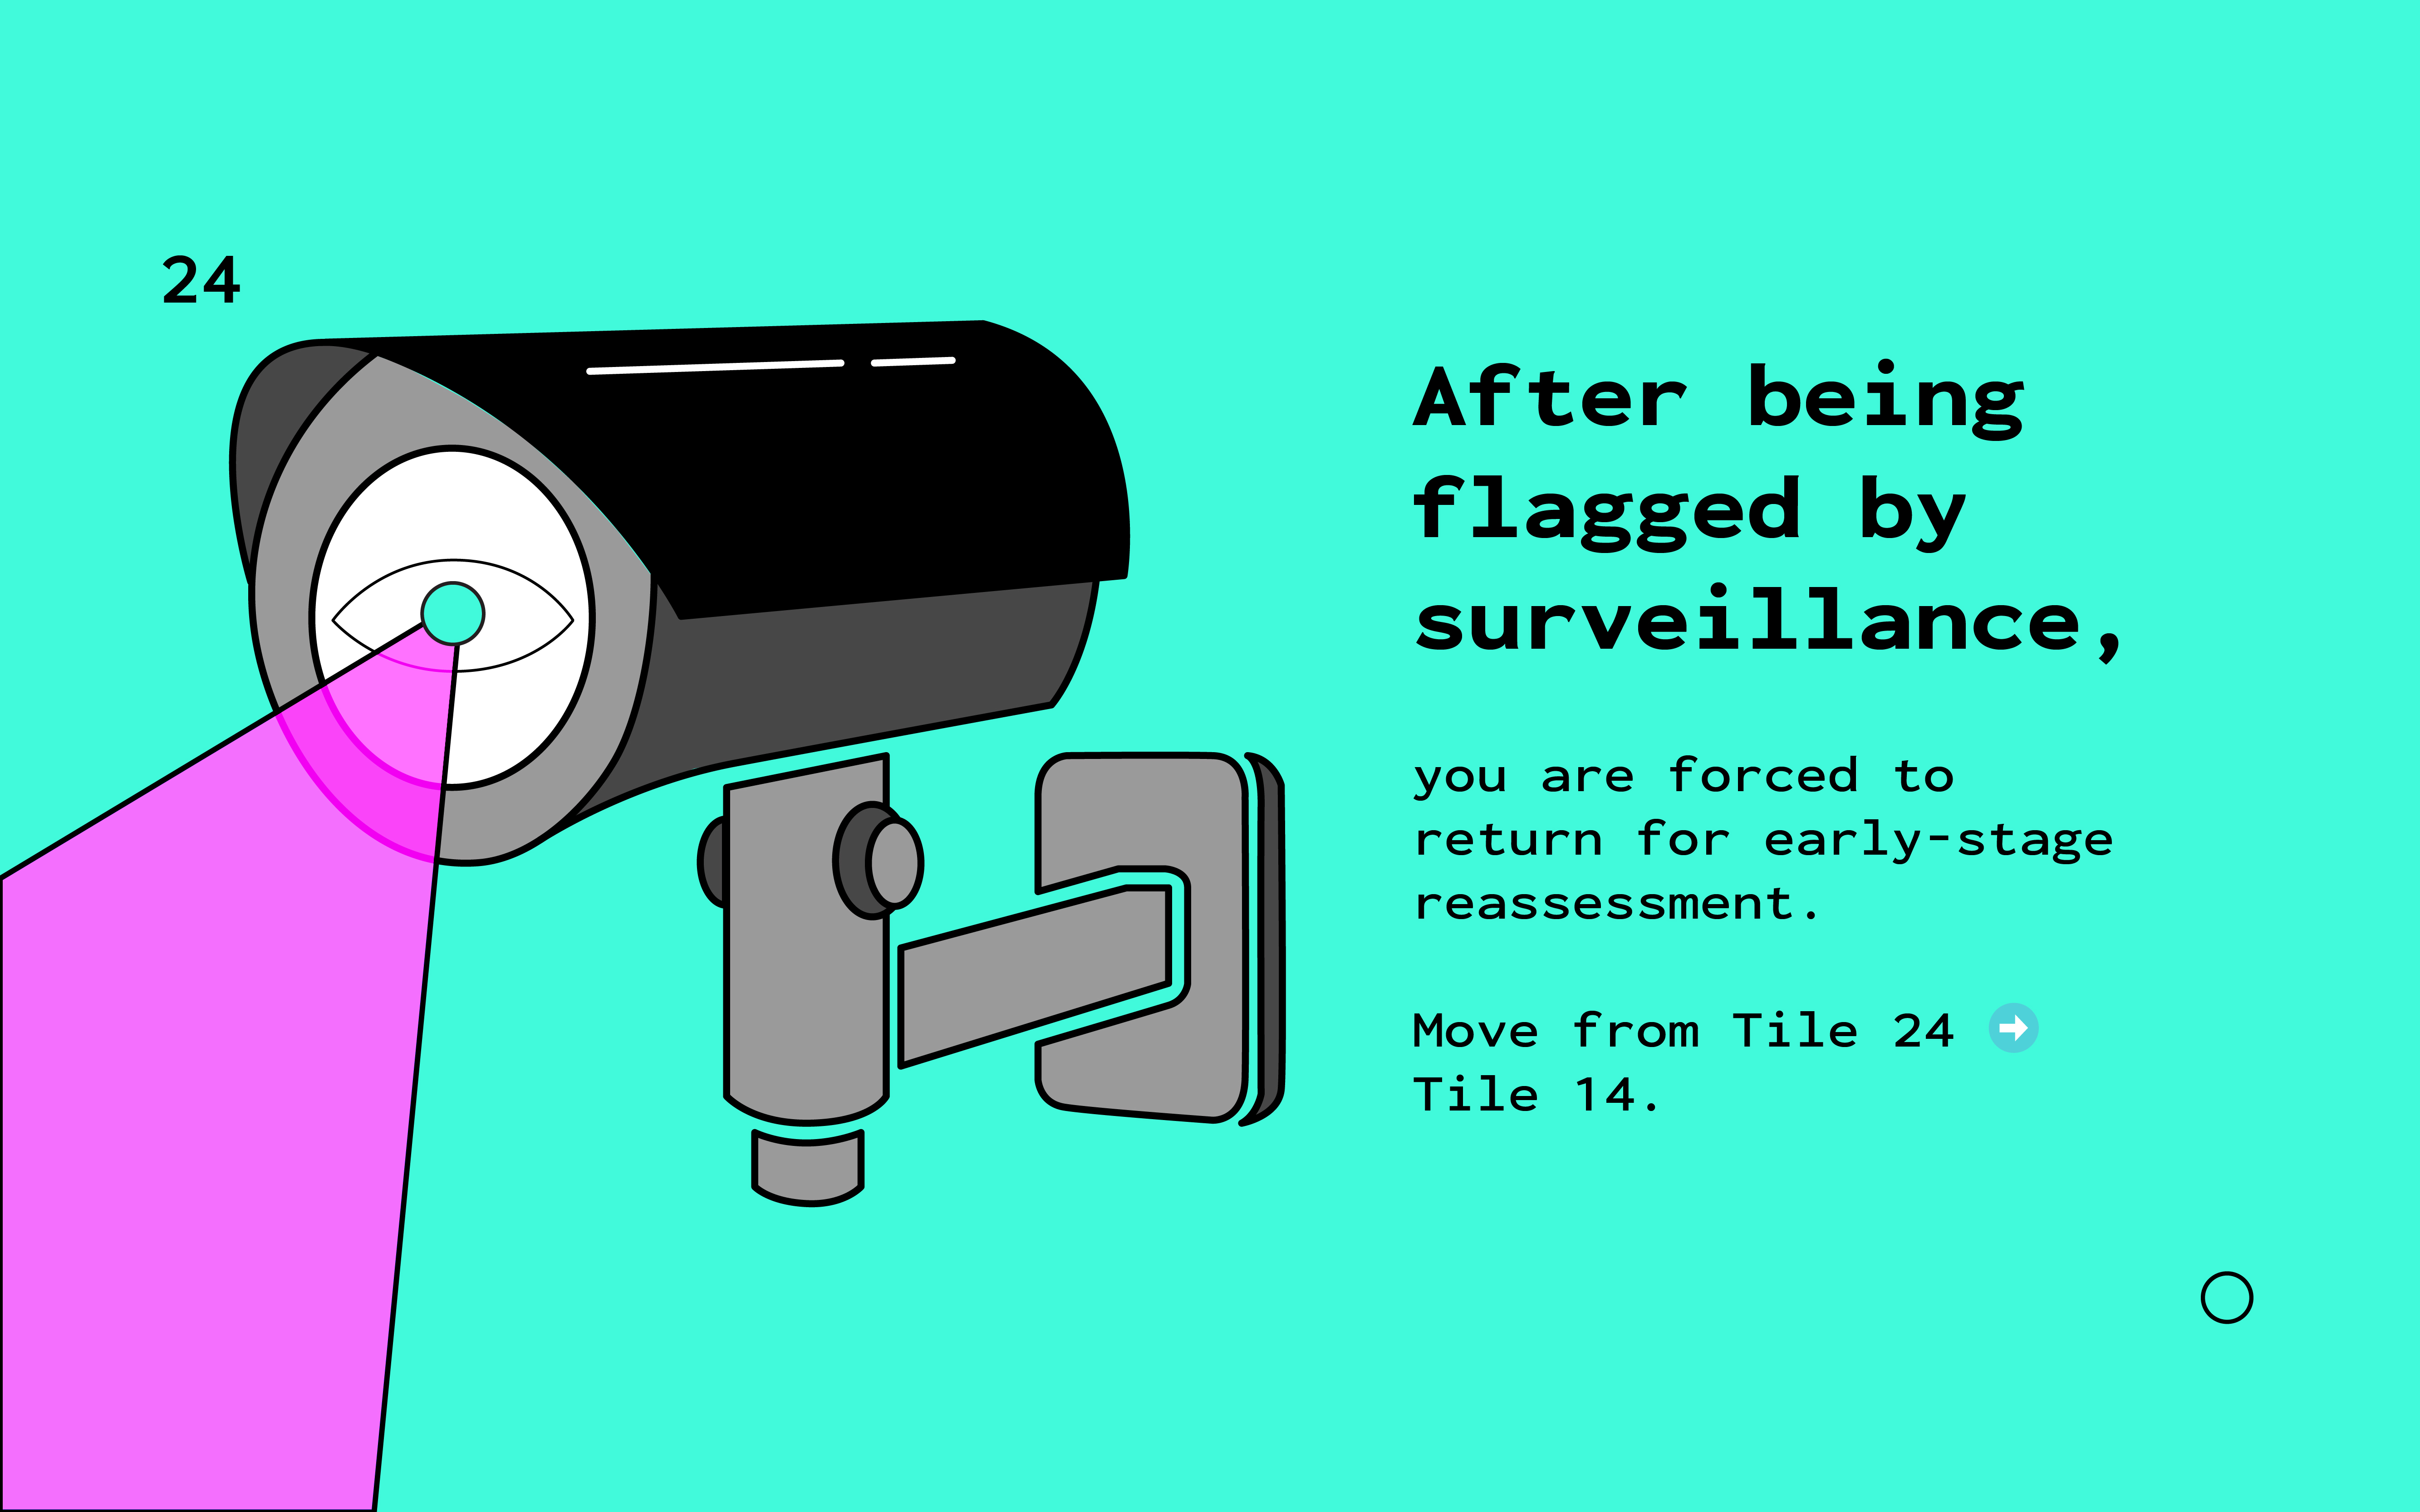 24
After being
flagged by
surveillance,
you are forced to
return for early-stage
reassessment.
Move from Tile 24 ➡
Tile 14.